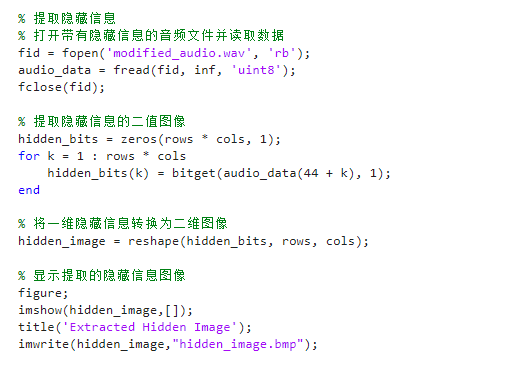 % 提取隐藏信息
% 打开带有隐藏信息的音频文件并读取数据
fid = fopen('modified_audio.wav', 'rb');
audio_data = fread(fid, inf, 'uint8');
fclose(fid);
% 提取隐藏信息的二值图像
hidden_bits = zeros(rows * cols, 1);
for k = 1 : rows * cols
    hidden_bits(k) = bitget(audio_data(44 + k), 1);
end
% 将一维隐藏信息转换为二维图像
hidden_image = reshape(hidden_bits, rows, cols);
% 显示提取的隐藏信息图像
figure;
imshow(hidden_image,[]);
title('Extracted Hidden Image');
imwrite(hidden_image,"hidden_image.bmp");